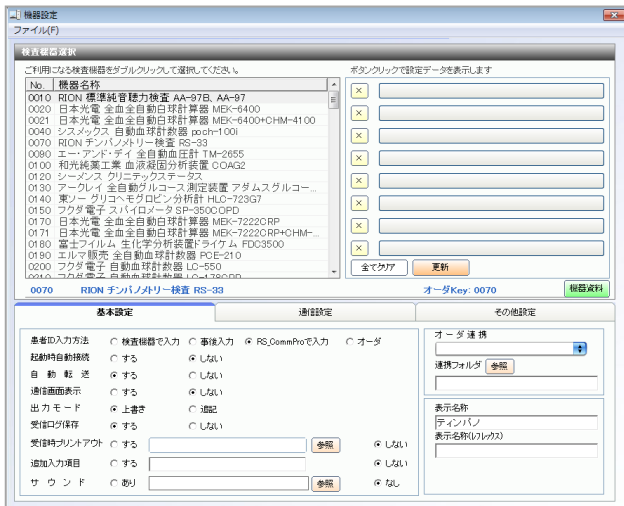 機器設定
ファイル(F)
検査機器選択
ご利用になる検査機器をダブルクリックして選択してください。
ボタンクリックで設定データを表示します
No. 機器名称
0010 RION 標準純音聴力検査 AA-97B、AA-97
0020 日本光電 全血全自動白球計算器 MEK-6400
0021 日本光電 全血全自動白球計算器 MEK-6400+CHM-4100
0040 シスメックス 自動血球計数器 poch-100i
0070 RION チンパノメトリー検査 RS-33
0090 エー・アンド・デイ 全自動血圧計 TM-2655
0100 和光純薬工業 血液凝固分析装置 COAG2
0120 シーメンス クリニテックステータス
0130 アークレイ 全自動グルコース測定装置 アダムスグルコー...
0140 東ソー グリコヘモグロビン分析計 HLC-723G7
0150 フクダ電子 スパイロメータ SP-350COPD
0170 日本光電 全血全自動白球計算器 MEK-7222CRP
0171 日本光電 全血全自動白球計算器 MEK-7222CRP+CHM-...
0180 富士フイルム 生化学分析装置ドライケム FDC3500
0190 エルマ販売 全自動血球計数器 PCE-210
0200 フクダ電子 自動血球計数器 LC-550
全てクリア 更新
0070 RION チンパノメトリー検査 RS-33
オーダKey: 0070
機器資料
基本設定 通信設定 その他設定
患者ID入力方法 検査機器で入力 事後入力 RS_CommProで入力 オーダ
起動時自動接続 する しない
自動転送 する しない
通信画面表示 する しない
出力モード 上書き 追記
受信ログ保存 する しない
受信時プリントアウト する 参照 しない
追加入力項目 する しない
サウンド あり 参照 なし
オーダ連携
連携フォルダ 参照
表示名称
ティンパノ
表示名称(リフレックス)